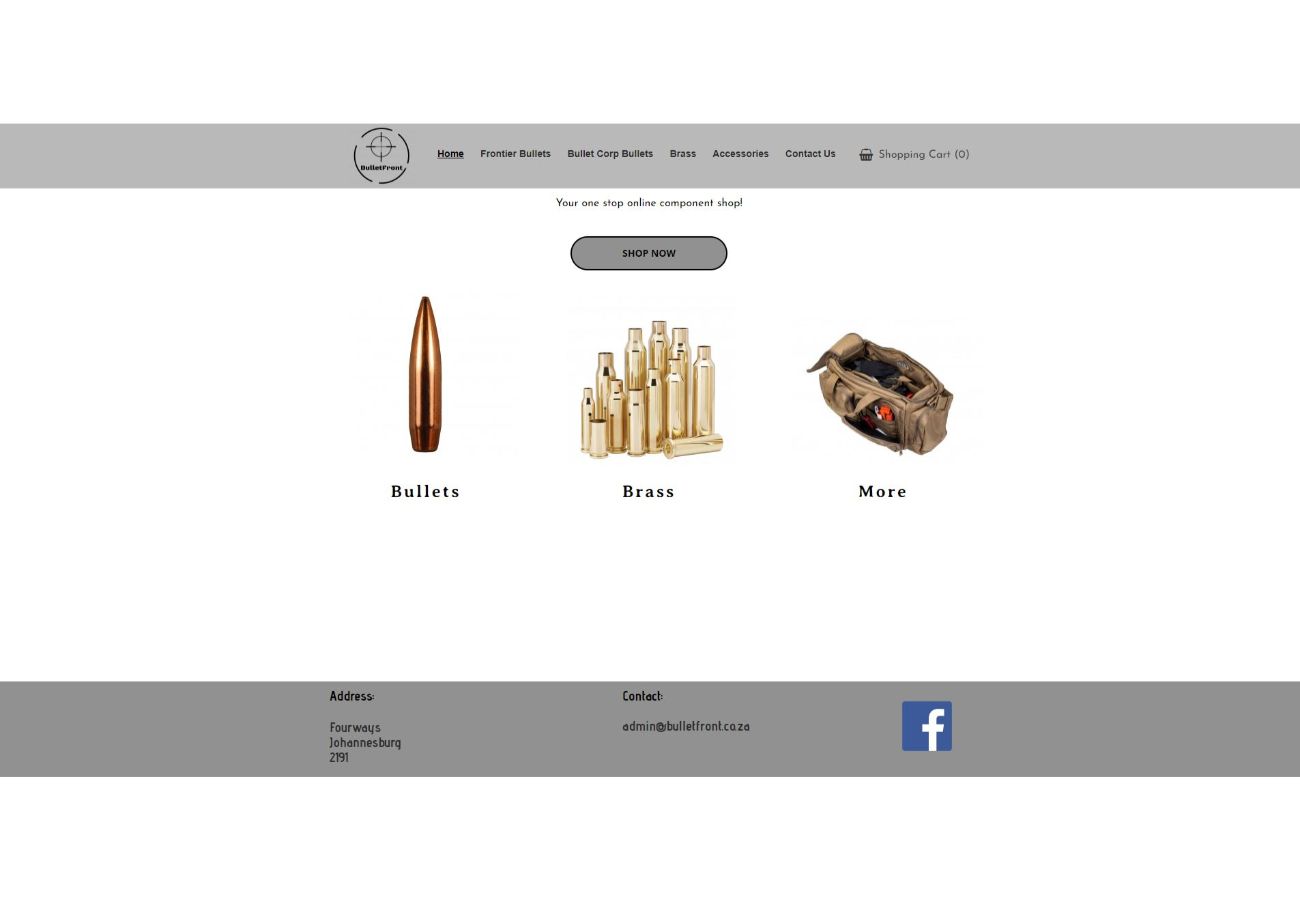 BulletFront
Home Frontier Bullets Bullet Corp Bullets Brass Accessories Contact Us Shopping Cart (0)
Your one stop online component shop!
SHOP NOW
Bullets Brass More
Address:
Fourways
Johannesburg
2191
Contact:
admin@bulletfront.co.za